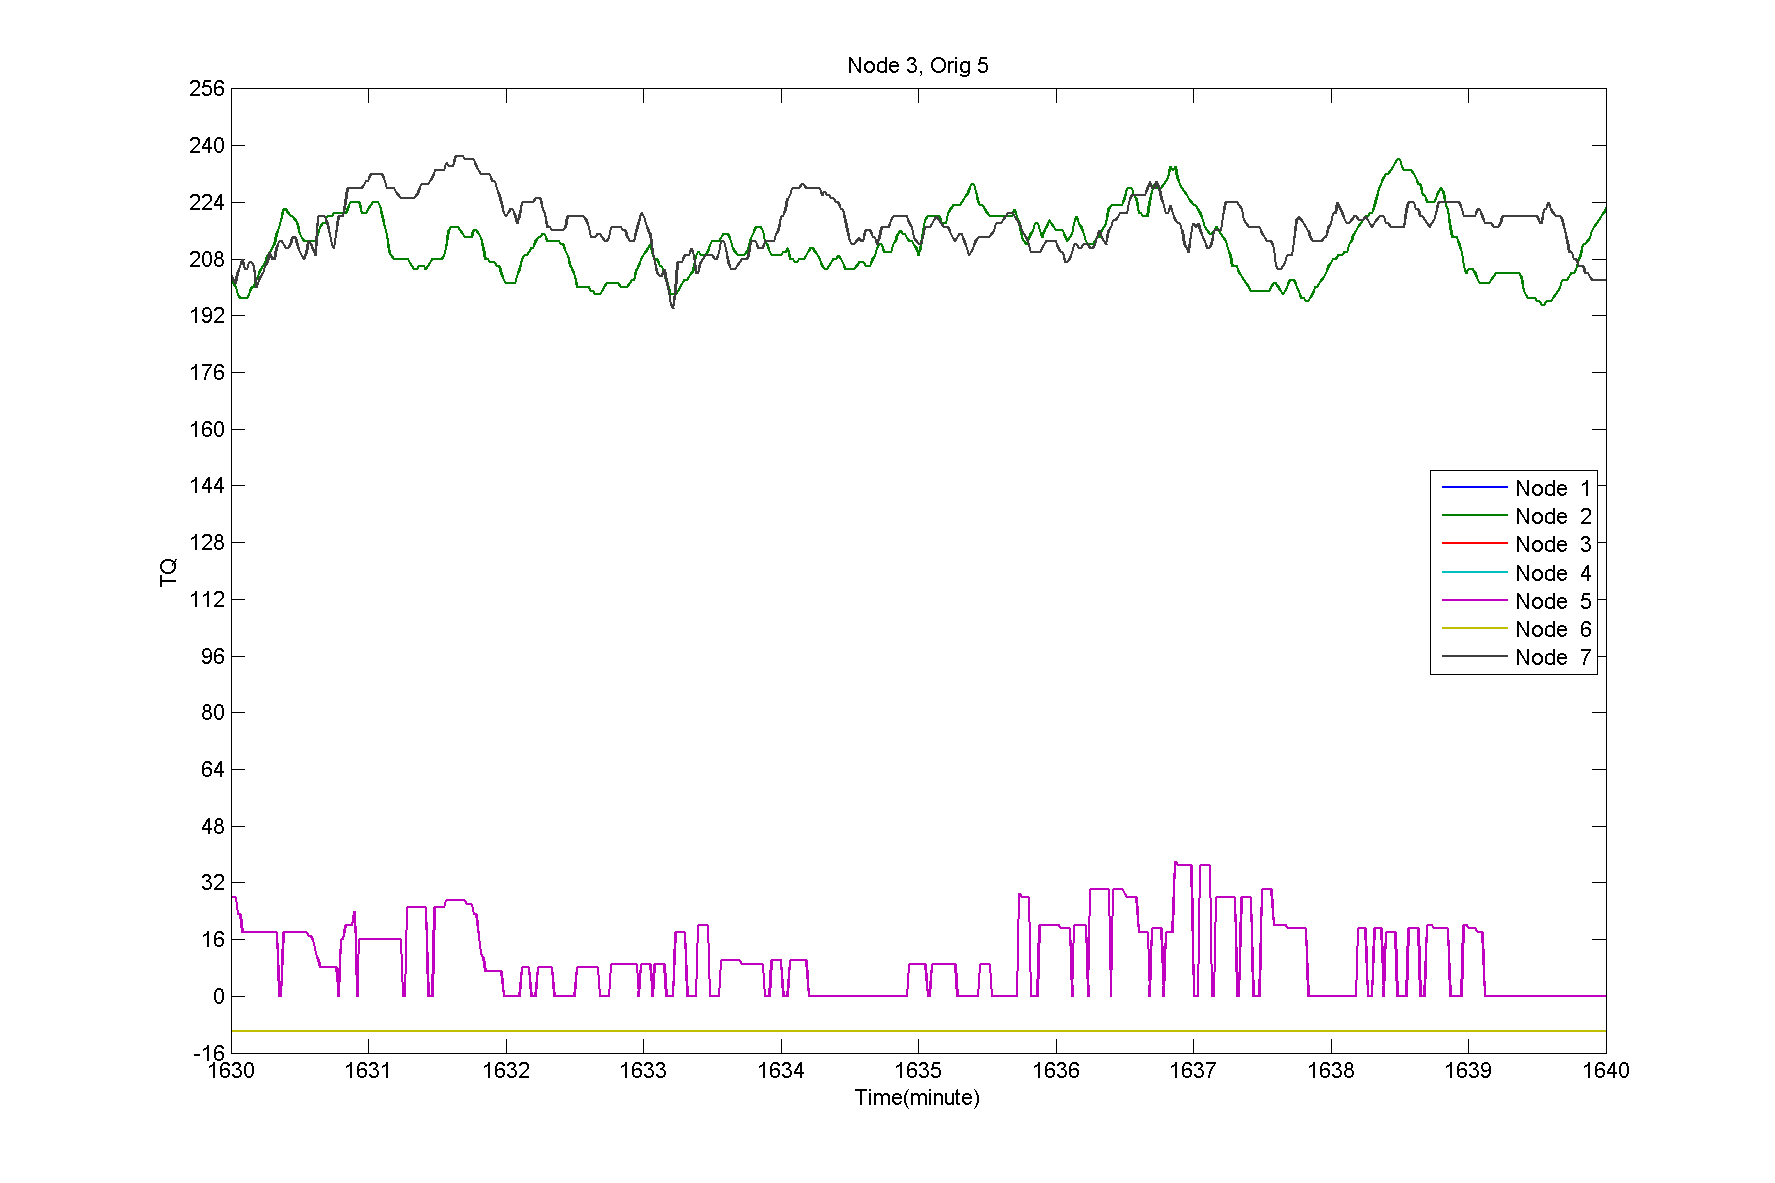 Node 3, Orig 5
256
240
224
208
192
176
160
144
128
112
96
80
64
48
32
16
0
-16
TQ
Node 1
Node 2
Node 3
Node 4
Node 5
Node 6
Node 7
1630 1631 1632 1633 1634 1635 1636 1637 1638 1639 1640
Time(minute)